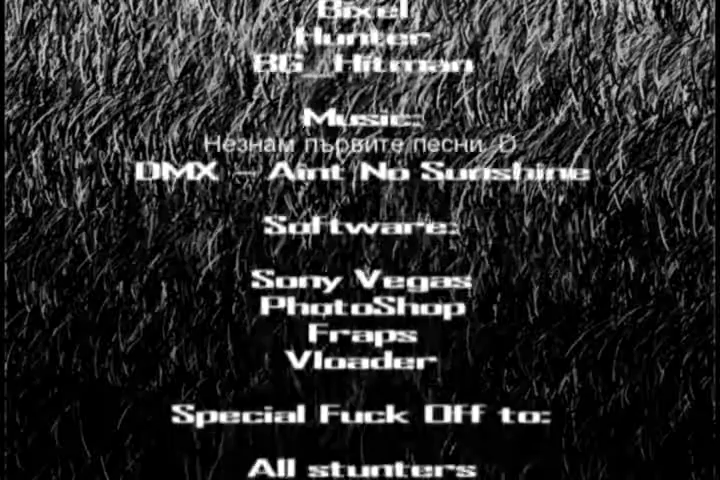 Bixel
Hunter
BG_Hitman
Music:
Незнам първите песни :D
DMX - Aint No Sunshine
Software:
Sony Vegas
PhotoShop
Fraps
Vloader
Special Fuck Off to:
All stunters